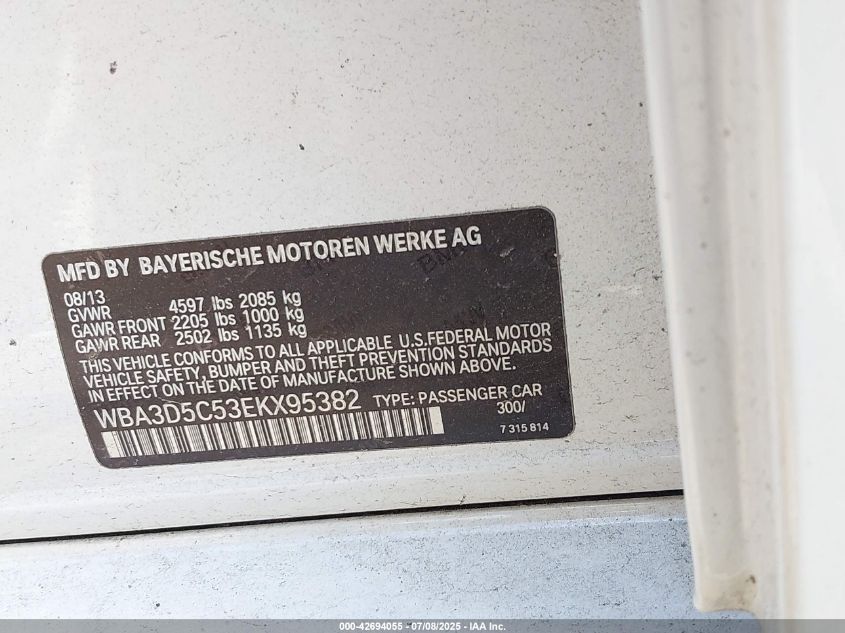 MFD BY BAYERISCHE MOTOREN WERKE AG
08/13
GVWR 4597 lbs 2085 kg
GAWR FRONT 2205 lbs 1000 kg
GAWR REAR 2502 lbs 1135 kg
THIS VEHICLE CONFORMS TO ALL APPLICABLE U.S.FEDERAL MOTOR
VEHICLE SAFETY, BUMPER AND THEFT PREVENTION STANDARDS
IN EFFECT ON THE DATE OF MANUFACTURE SHOWN ABOVE.
WBA3D5C53EKX95382 TYPE: PASSENGER CAR
300/
7 315 814
000-42694055 - 07/08/2025 - IAA Inc.